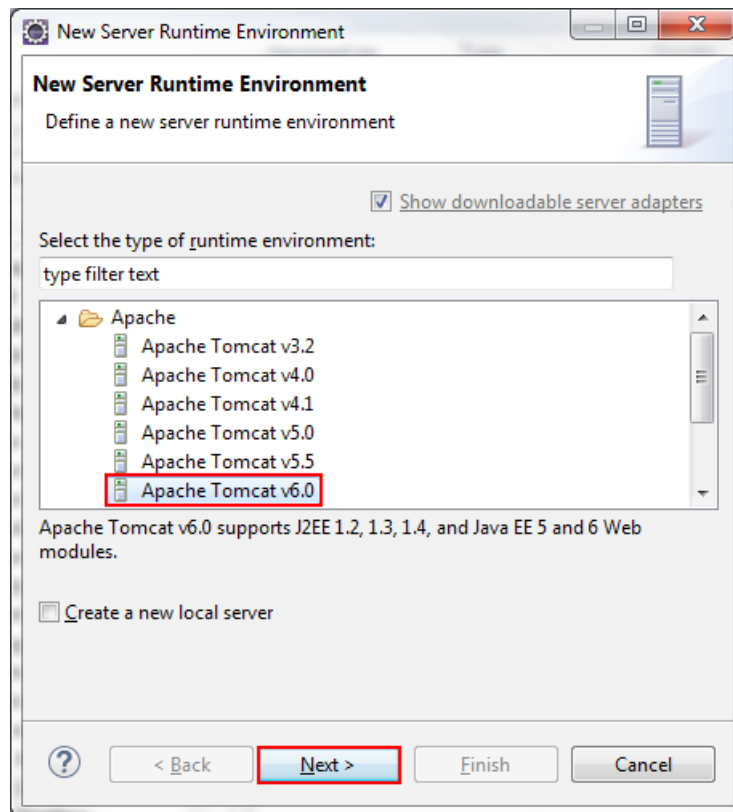 New Server Runtime Environment
New Server Runtime Environment
Define a new server runtime environment
Show downloadable server adapters
Select the type of runtime environment:
type filter text
Apache
Apache Tomcat v3.2
Apache Tomcat v4.0
Apache Tomcat v4.1
Apache Tomcat v5.0
Apache Tomcat v5.5
Apache Tomcat v6.0
Apache Tomcat v6.0 supports J2EE 1.2, 1.3, 1.4, and Java EE 5 and 6 Web
modules.
Create a new local server
? < Back Next > Finish Cancel